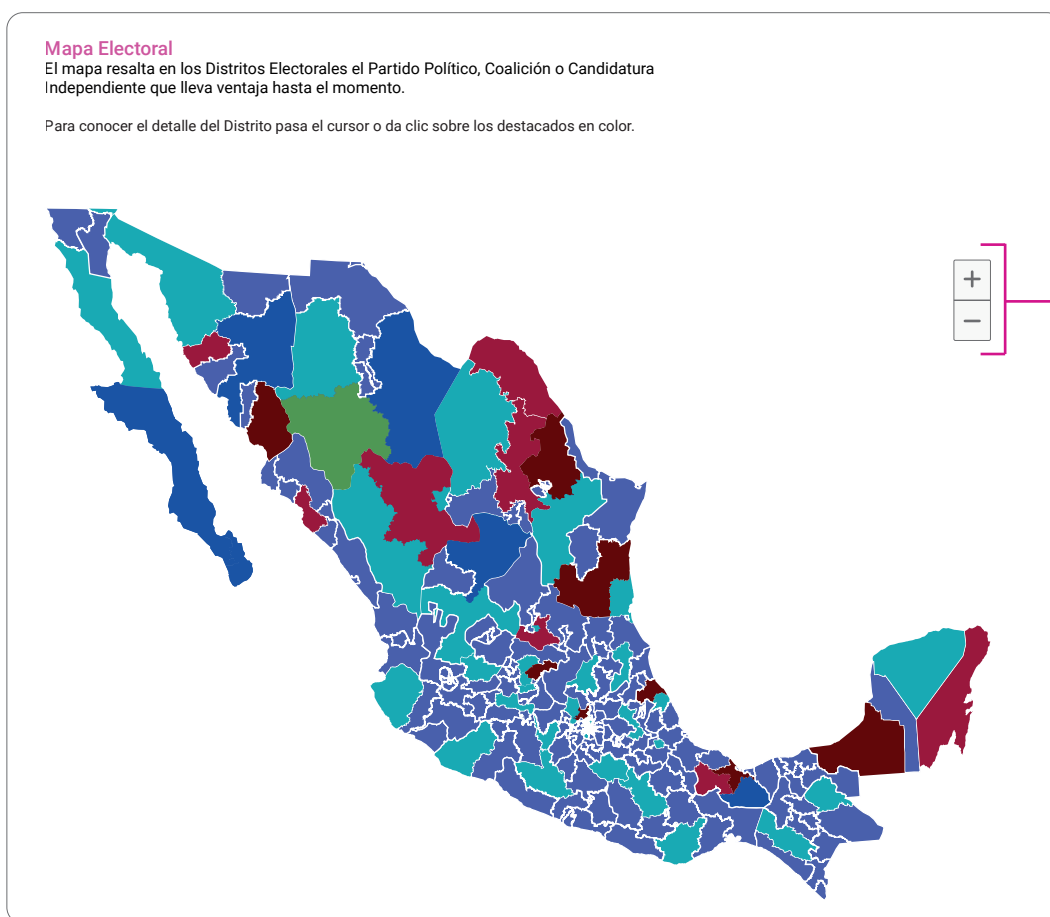 Mapa Electoral
El mapa resalta en los Distritos Electorales el Partido Político, Coalición o Candidatura
Independiente que lleva ventaja hasta el momento.
Para conocer el detalle del Distrito pasa el cursor o da clic sobre los destacados en color.
+
−